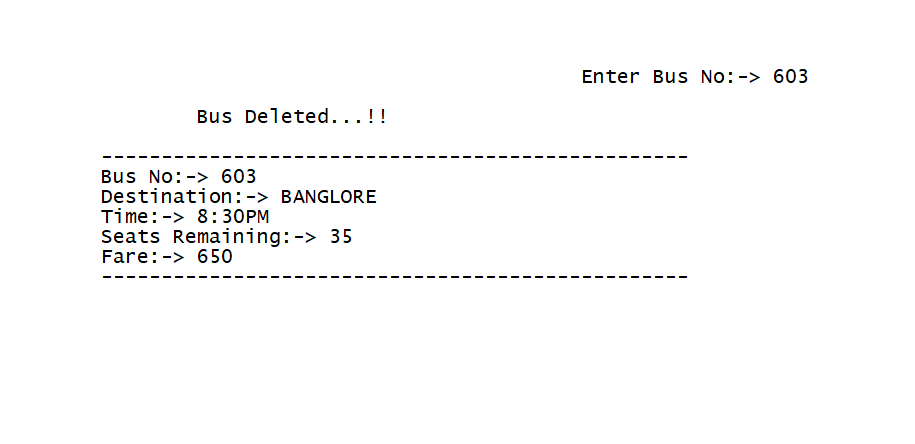 Enter Bus No:-> 603
Bus Deleted...!!
-------------------------------------------------
Bus No:-> 603
Destination:-> BANGLORE
Time:-> 8:30PM
Seats Remaining:-> 35
Fare:-> 650
-------------------------------------------------